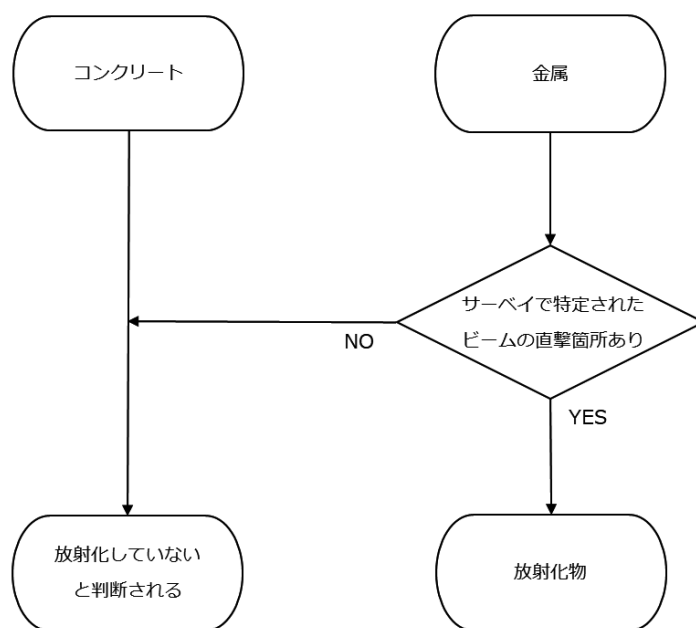 コンクリート
金属
サーベイで特定された
ビームの直撃箇所あり
NO
YES
放射化していない
と判断される
放射化物